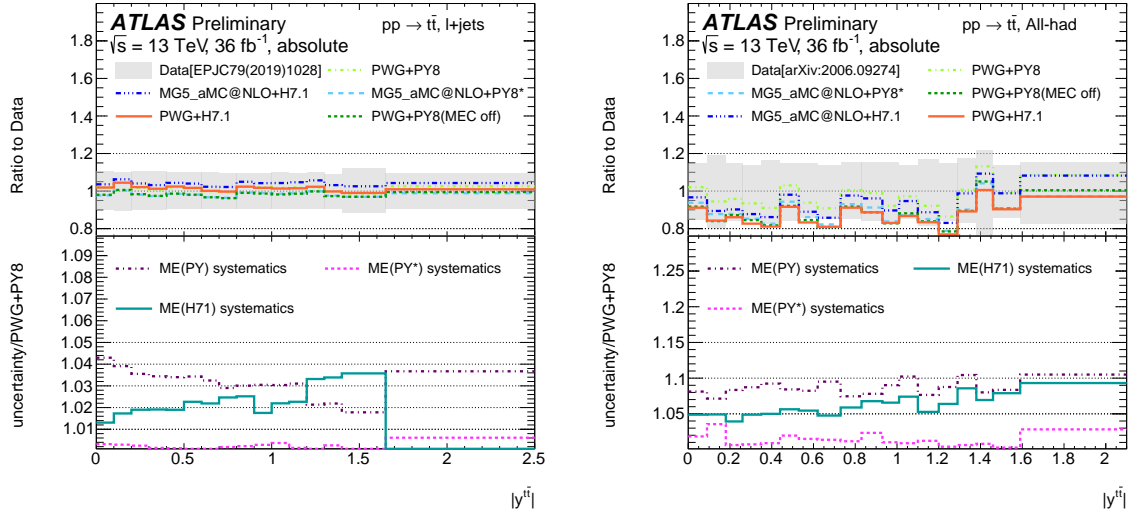 ATLAS Preliminary pp → tt̄, l+jets
√s = 13 TeV, 36 fb⁻¹, absolute
Data[EPJC79(2019)1028] PWG+PY8
MG5_aMC@NLO+H7.1 MG5_aMC@NLO+PY8*
PWG+H7.1 PWG+PY8(MEC off)
Ratio to Data
1.8
1.6
1.4
1.2
1
0.8
ME(PY) systematics ME(PY*) systematics
ME(H71) systematics
uncertainty/PWG+PY8
1.09
1.08
1.07
1.06
1.05
1.04
1.03
1.02
1.01
0 0.5 1 1.5 2 2.5
|y^{tt̄}|
ATLAS Preliminary pp → tt̄, All-had
√s = 13 TeV, 36 fb⁻¹, absolute
Data[arXiv:2006.09274] PWG+PY8
MG5_aMC@NLO+PY8* PWG+PY8(MEC off)
MG5_aMC@NLO+H7.1 PWG+H7.1
Ratio to Data
1.8
1.6
1.4
1.2
1
0.8
ME(PY) systematics ME(H71) systematics
ME(PY*) systematics
uncertainty/PWG+PY8
1.25
1.2
1.15
1.1
1.05
0 0.2 0.4 0.6 0.8 1 1.2 1.4 1.6 1.8 2
|y^{tt̄}|